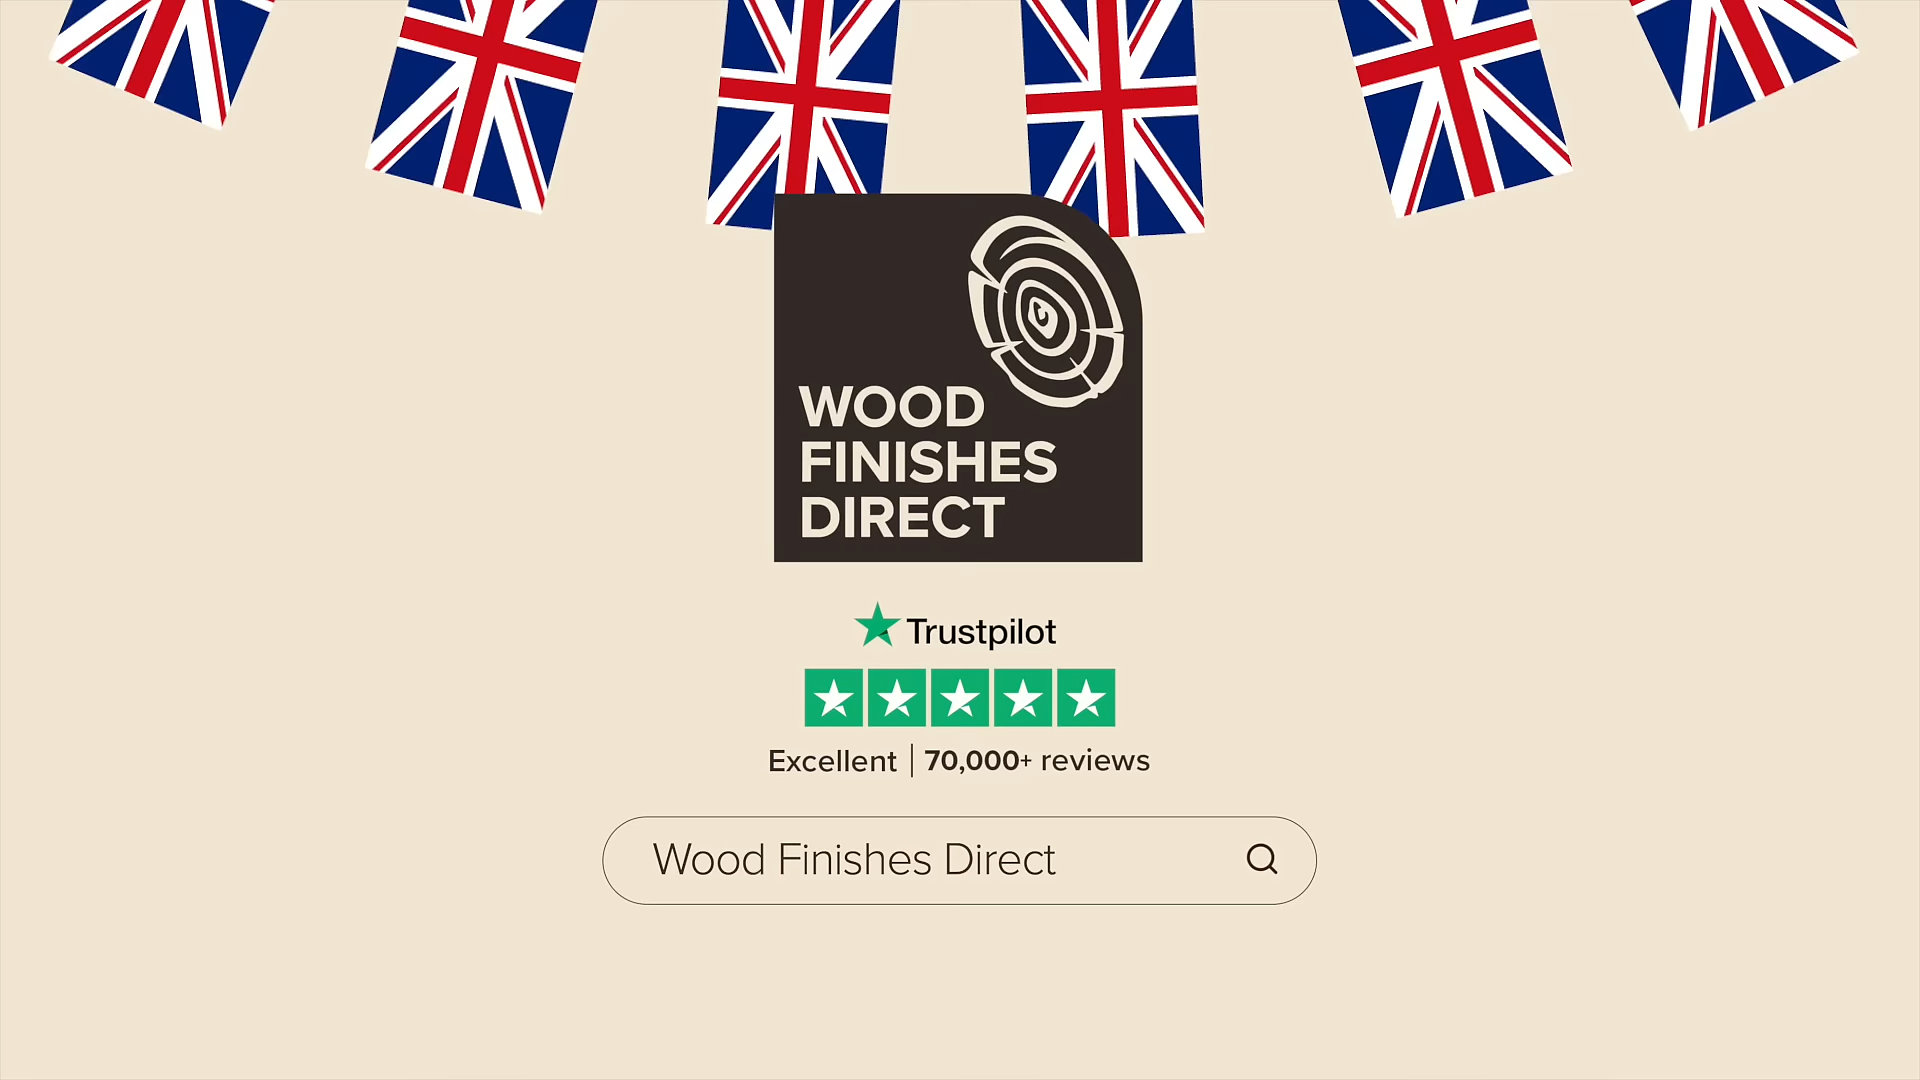 WOOD
FINISHES
DIRECT
Trustpilot
Excellent | 70,000+ reviews
Wood Finishes Direct